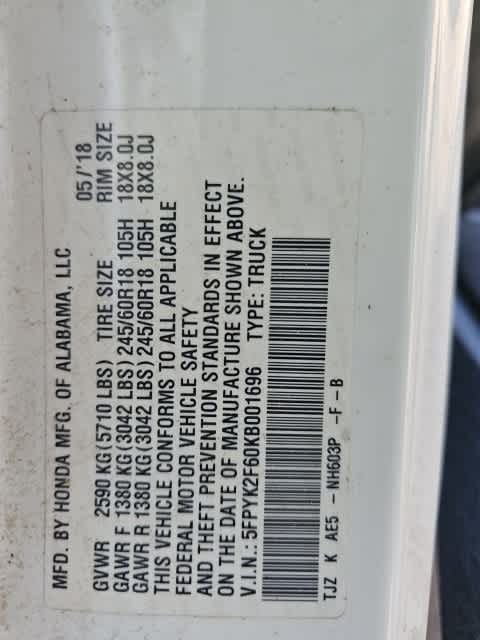 MFD. BY HONDA MFG. OF ALABAMA, LLC 05/'18
GVWR 2590 KG (5710 LBS) TIRE SIZE RIM SIZE
GAWR F 1380 KG (3042 LBS) 245/60R18 105H 18X8.0J
GAWR R 1380 KG (3042 LBS) 245/60R18 105H 18X8.0J
THIS VEHICLE CONFORMS TO ALL APPLICABLE
FEDERAL MOTOR VEHICLE SAFETY
AND THEFT PREVENTION STANDARDS IN EFFECT
ON THE DATE OF MANUFACTURE SHOWN ABOVE.
V.I.N.: 5FPYK2F60KB001696 TYPE: TRUCK
TJZ K AE5 - NH603P -F-B